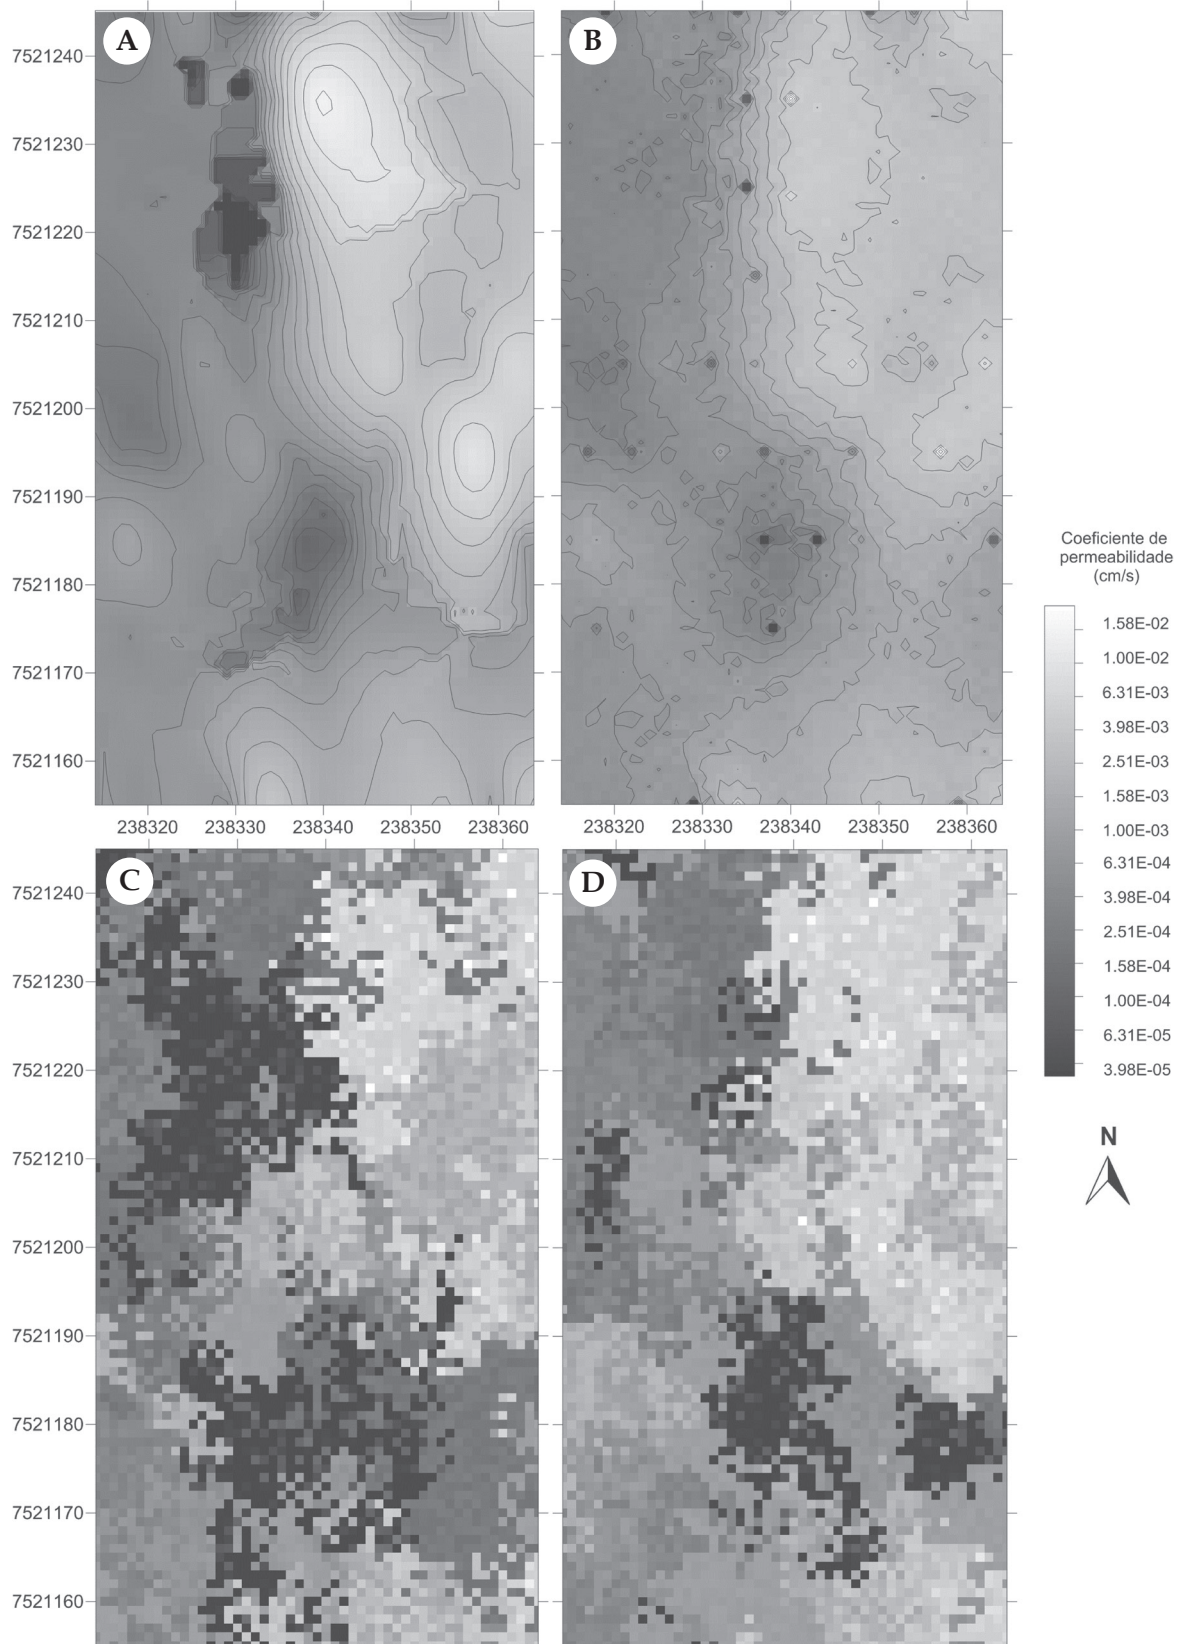 A
B
7521240
7521230
7521220
7521210
7521200
7521190
7521180
7521170
7521160
238320 238330 238340 238350 238360
238320 238330 238340 238350 238360
Coeficiente de
permeabilidade
(cm/s)
1.58E-02
1.00E-02
6.31E-03
3.98E-03
2.51E-03
1.58E-03
1.00E-03
6.31E-04
3.98E-04
2.51E-04
1.58E-04
1.00E-04
6.31E-05
3.98E-05
N
C
D
7521240
7521230
7521220
7521210
7521200
7521190
7521180
7521170
7521160